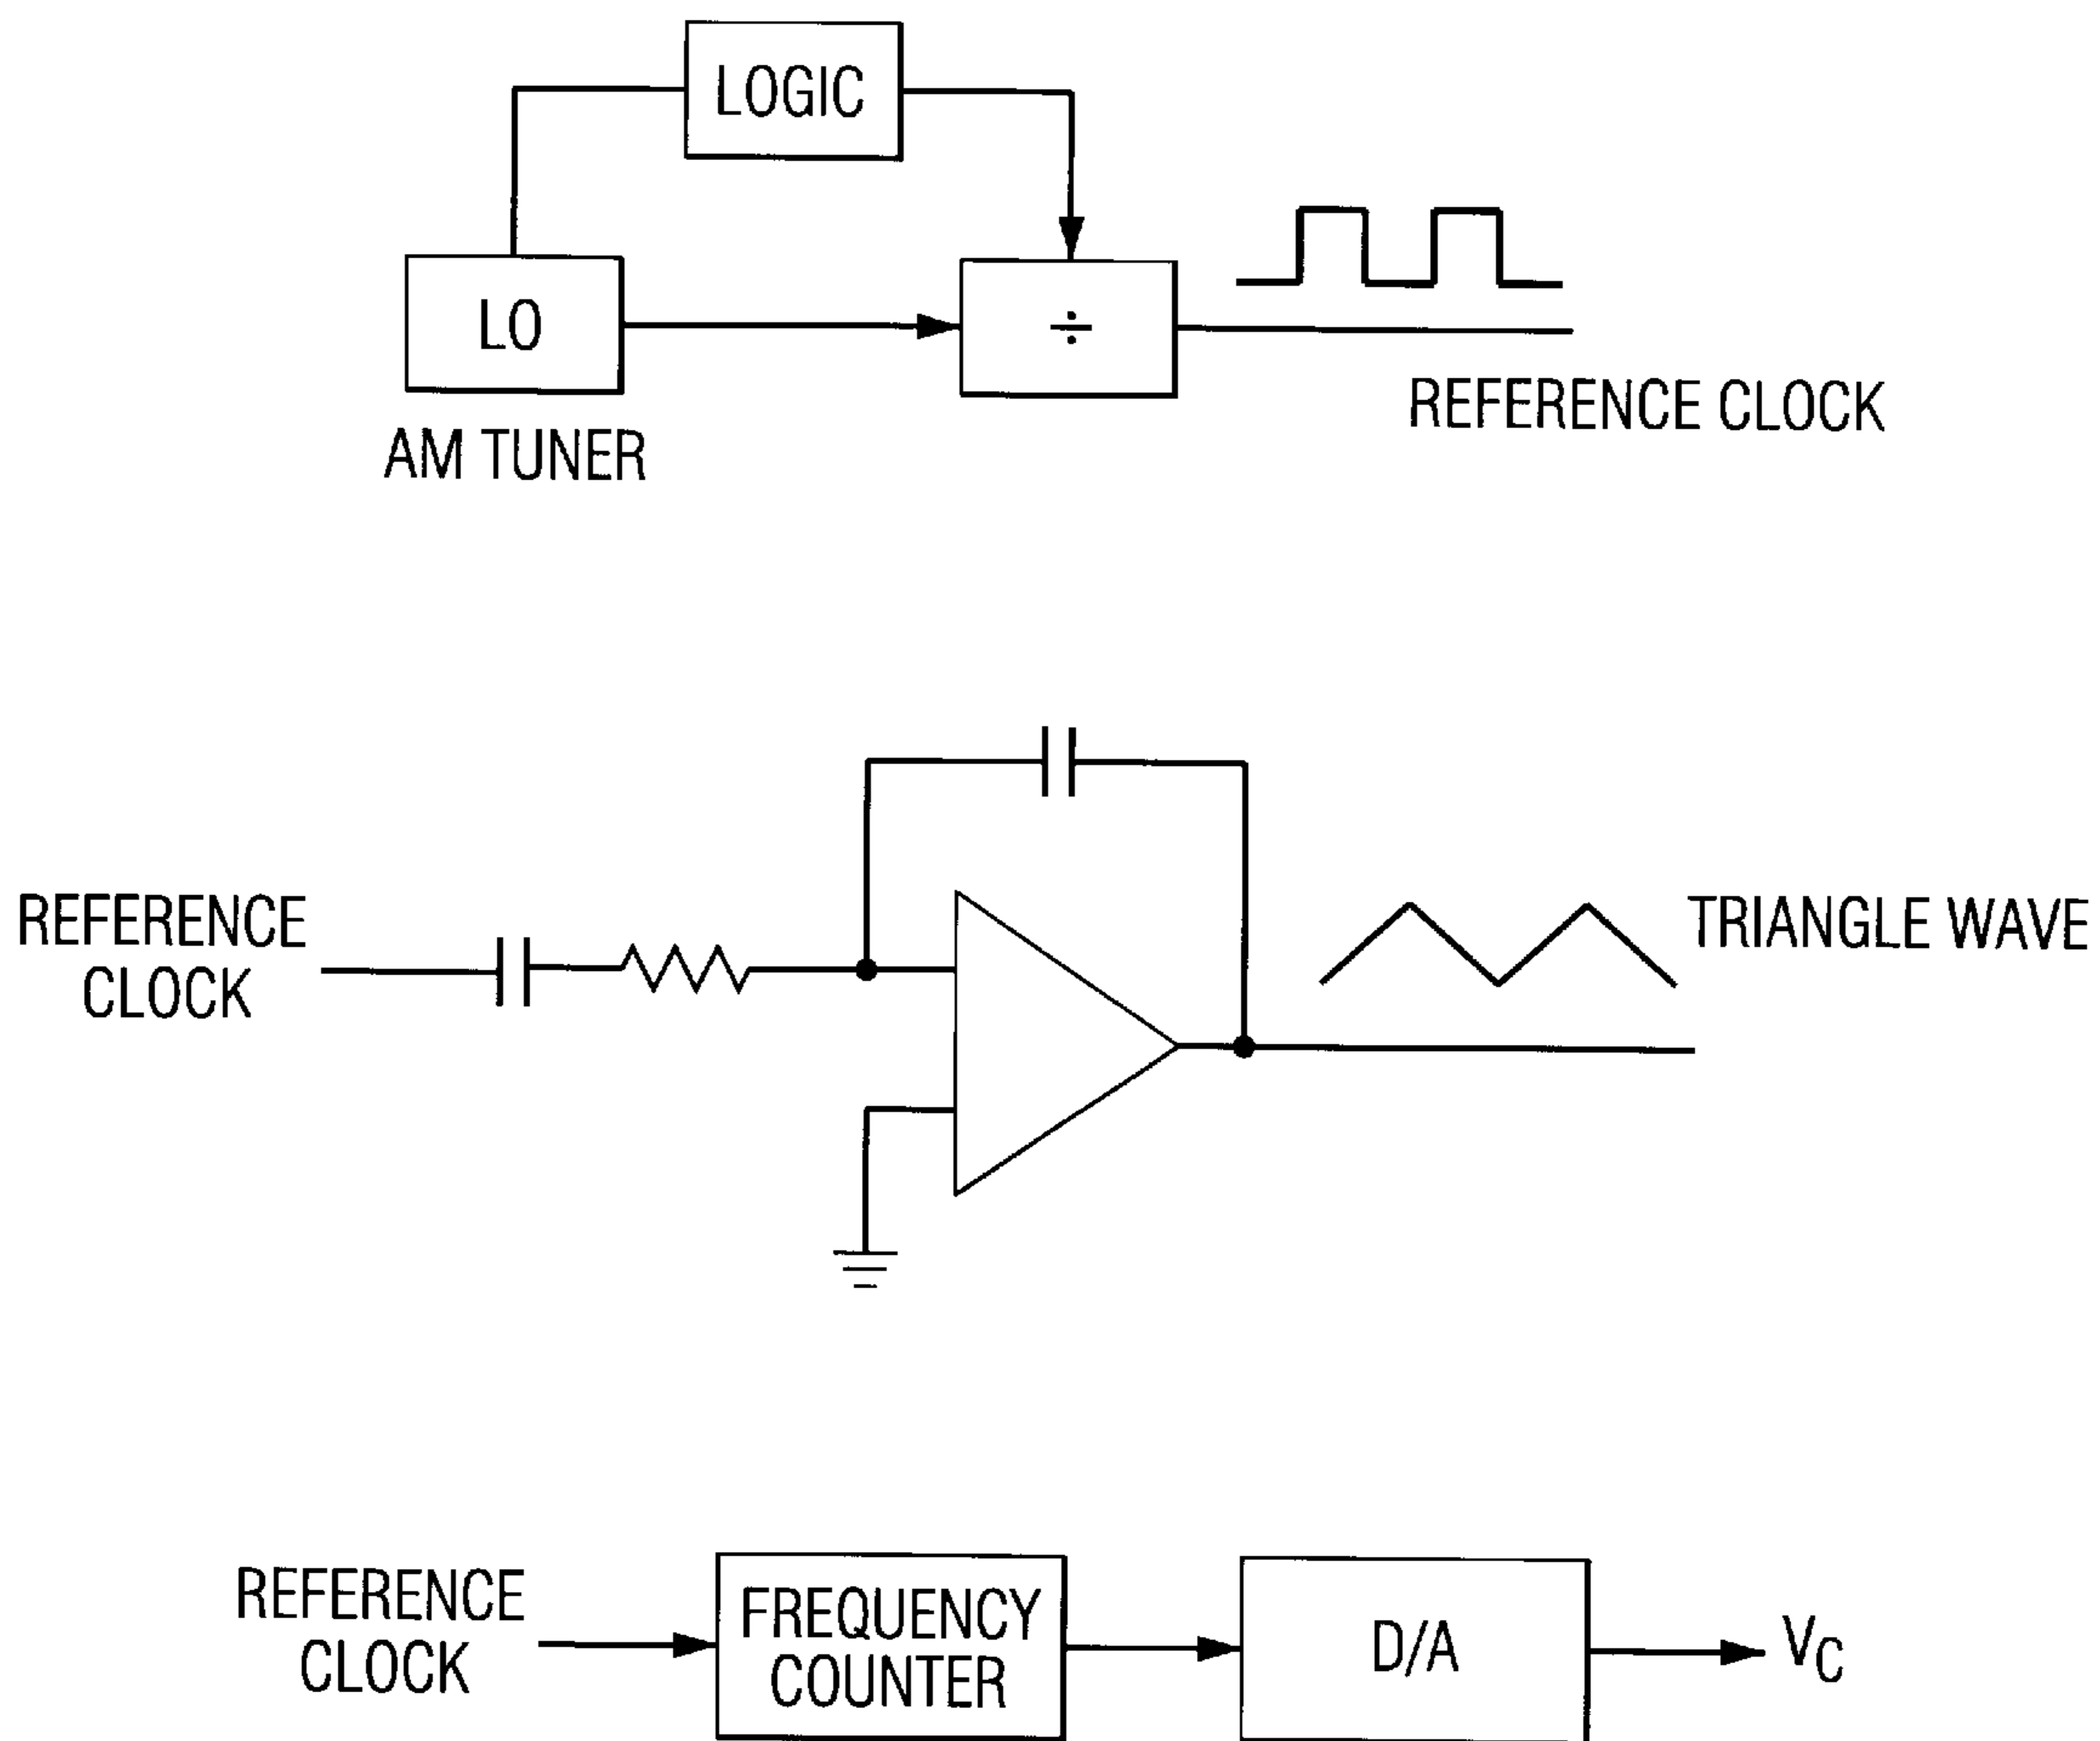 LOGIC
LO
÷
AM TUNER
REFERENCE CLOCK
REFERENCE
CLOCK
TRIANGLE WAVE
REFERENCE
CLOCK
FREQUENCY
COUNTER
D/A
VC